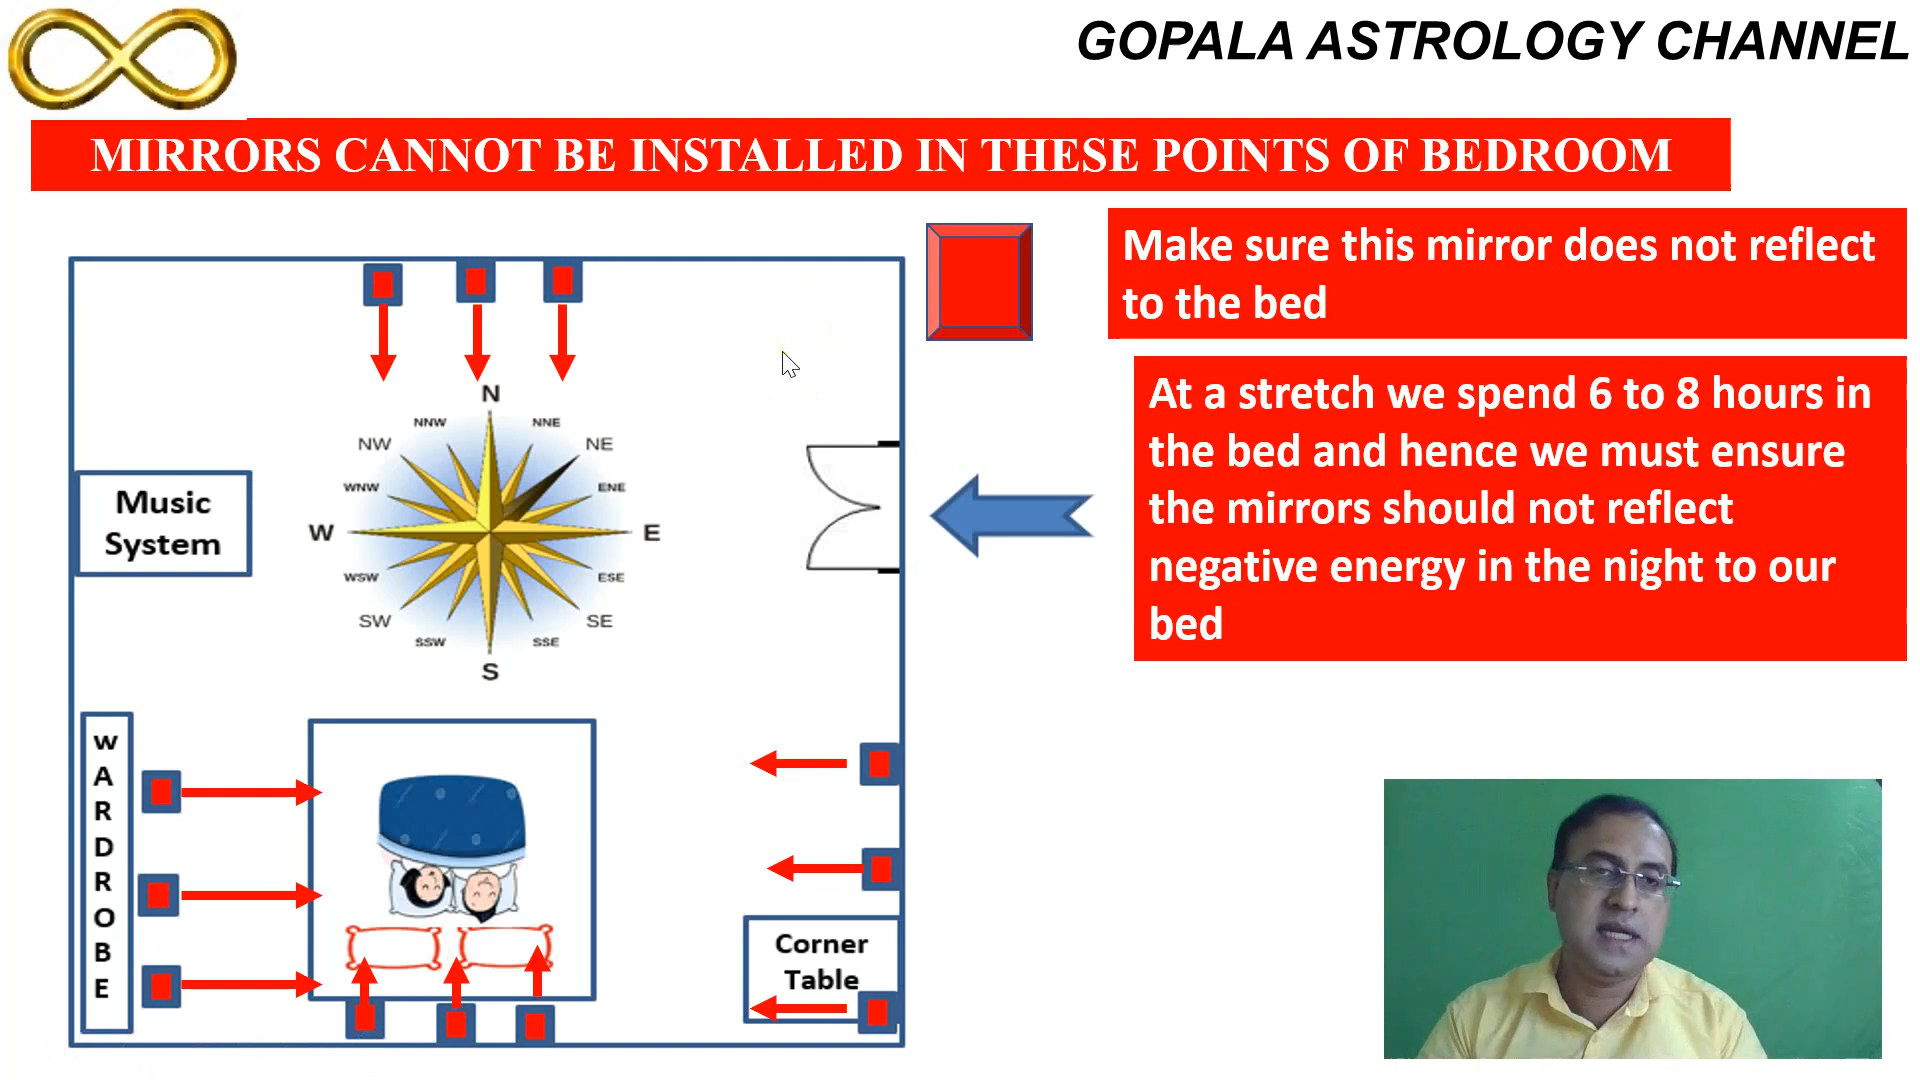 GOPALA ASTROLOGY CHANNEL
MIRRORS CANNOT BE INSTALLED IN THESE POINTS OF BEDROOM
Make sure this mirror does not reflect
to the bed
At a stretch we spend 6 to 8 hours in
the bed and hence we must ensure
the mirrors should not reflect
negative energy in the night to our
bed
N
NNW
NNE
NW
NE
WNW
ENE
W
E
WSW
ESE
SW
SE
SSW
SSE
S
Music
System
W
A
R
D
R
O
B
E
Corner
Table